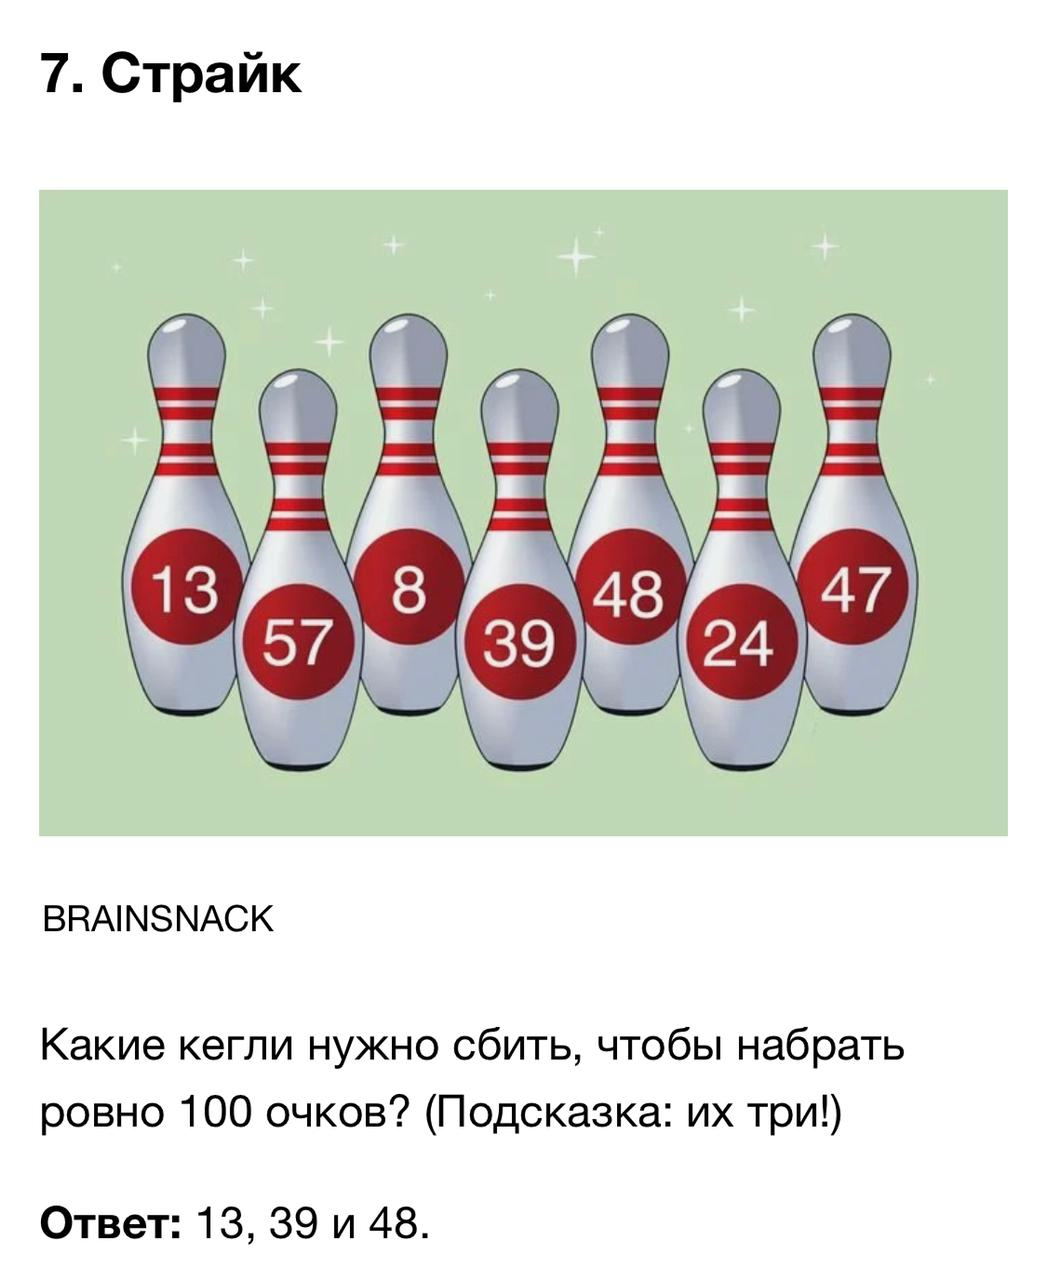 7. Страйк
13
8
48
47
57
39
24
BRAINSNACK
Какие кегли нужно сбить, чтобы набрать
ровно 100 очков? (Подсказка: их три!)
Ответ: 13, 39 и 48.